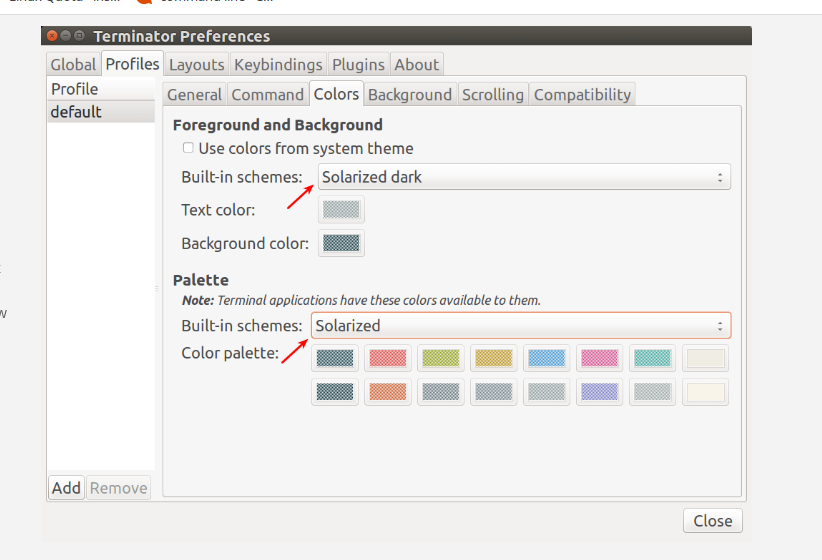 Terminator Preferences
Global Profiles Layouts Keybindings Plugins About
Profile
default
General Command Colors Background Scrolling Compatibility
Foreground and Background
Use colors from system theme
Built-in schemes: Solarized dark
Text color:
Background color:
Palette
Note: Terminal applications have these colors available to them.
Built-in schemes: Solarized
Color palette:
Add Remove
Close